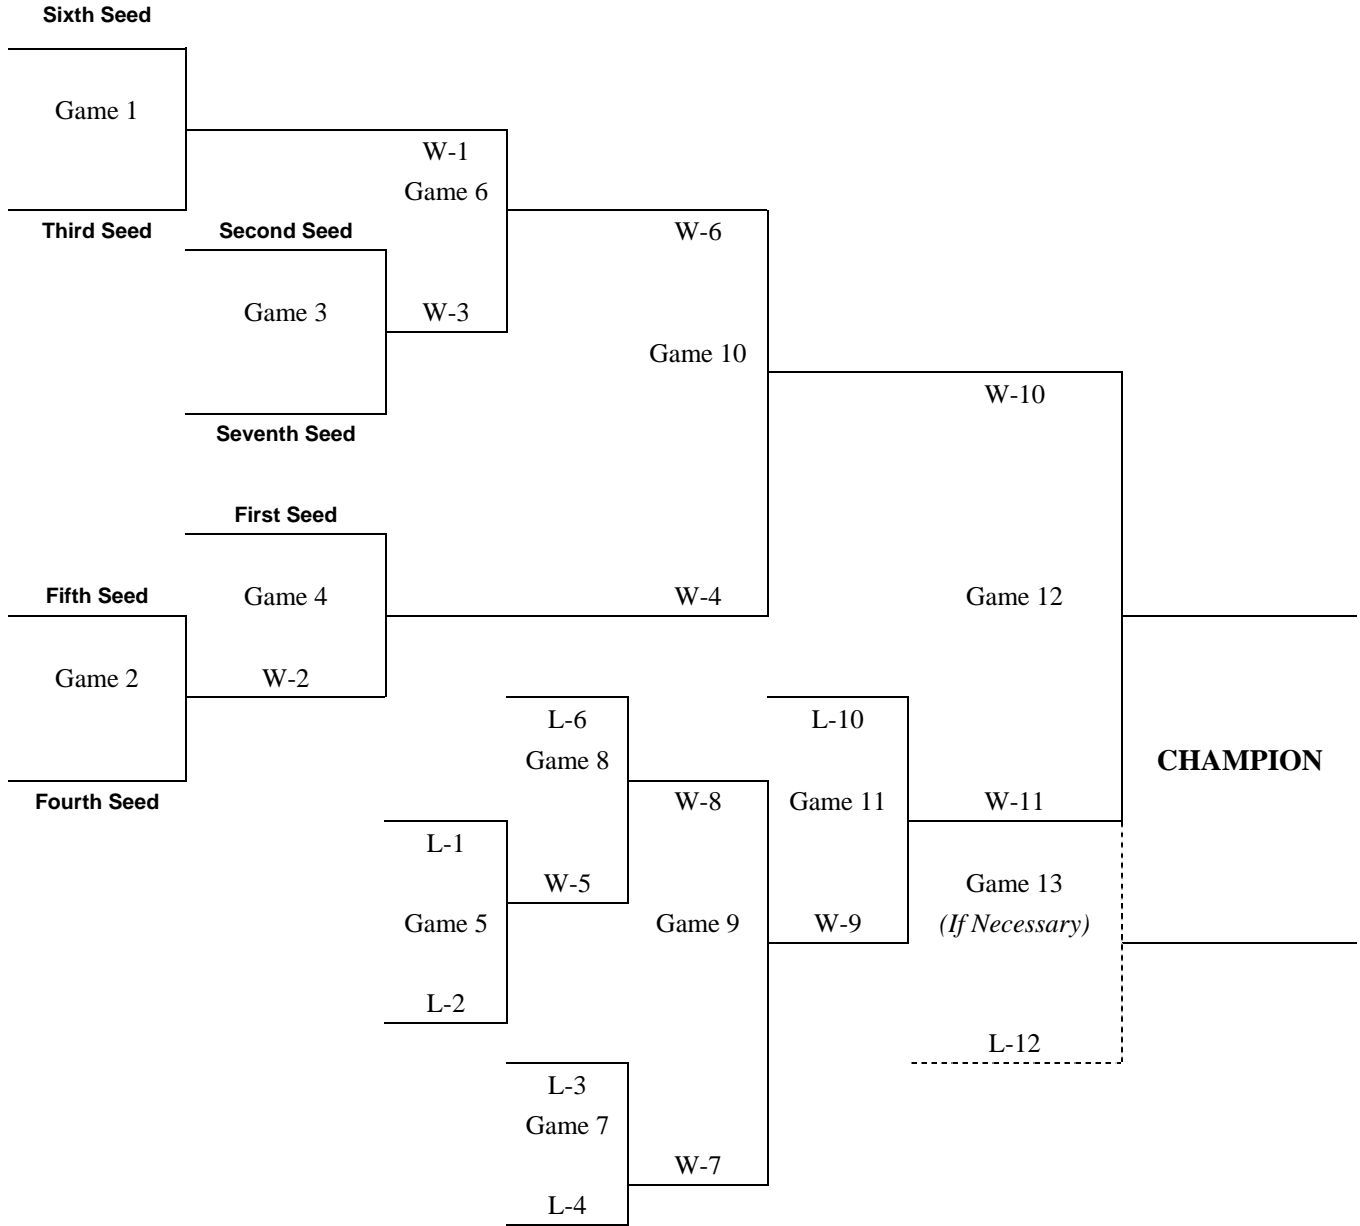 Sixth Seed
Game 1
W-1
Game 6
Third Seed
Second Seed
W-6
Game 3
W-3
Game 10
W-10
Seventh Seed
First Seed
Fifth Seed
Game 4
W-4
Game 12
Game 2
W-2
L-6
L-10
Game 8
CHAMPION
Fourth Seed
W-8
Game 11
W-11
L-1
W-5
Game 13
Game 5
Game 9
W-9
(If Necessary)
L-2
L-12
L-3
Game 7
W-7
L-4